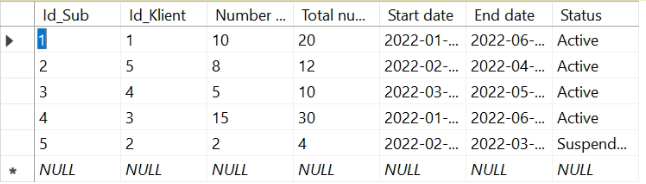 Id_Sub Id_Klient Number ... Total nu... Start date End date Status
1 1 10 20 2022-01-... 2022-06-... Active
2 5 8 12 2022-02-... 2022-04-... Active
3 4 5 10 2022-03-... 2022-05-... Active
4 3 15 30 2022-01-... 2022-06-... Active
5 2 2 4 2022-02-... 2022-03-... Suspend...
* NULL NULL NULL NULL NULL NULL NULL